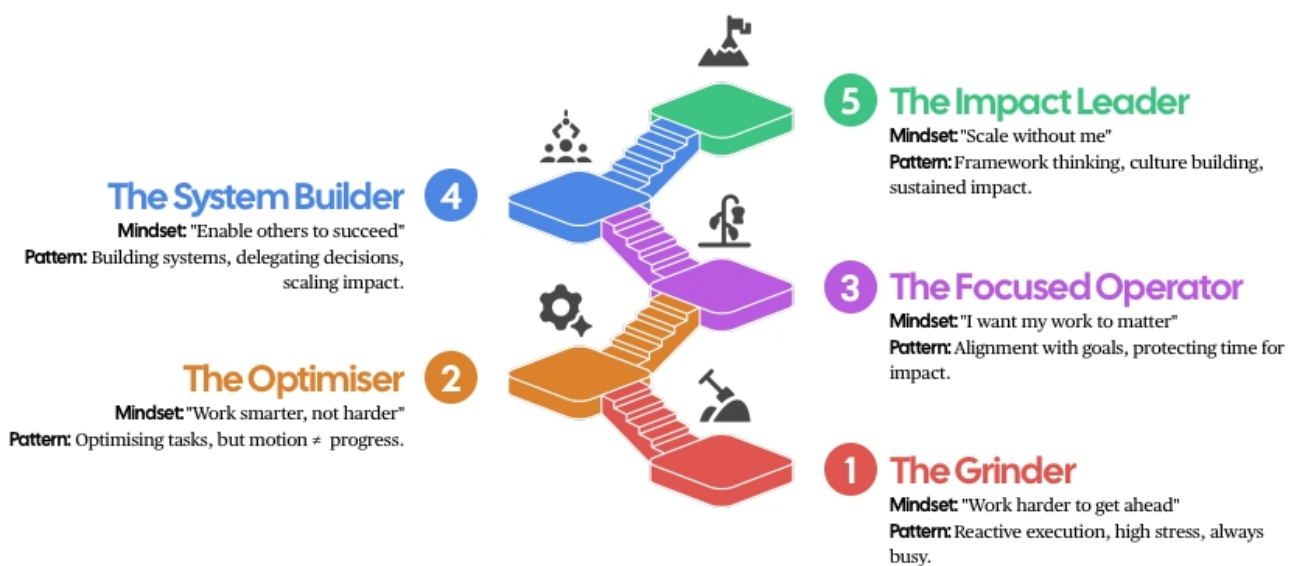 5
The Impact Leader
Mindset: "Scale without me"
Pattern: Framework thinking, culture building,
sustained impact.
The System Builder
4
Mindset: "Enable others to succeed"
Pattern: Building systems, delegating decisions,
scaling impact.
3
The Focused Operator
Mindset: "I want my work to matter"
Pattern: Alignment with goals, protecting time for
impact.
The Optimiser
2
Mindset: "Work smarter, not harder"
Pattern: Optimising tasks, but motion ≠ progress.
1
The Grinder
Mindset: "Work harder to get ahead"
Pattern: Reactive execution, high stress, always
busy.